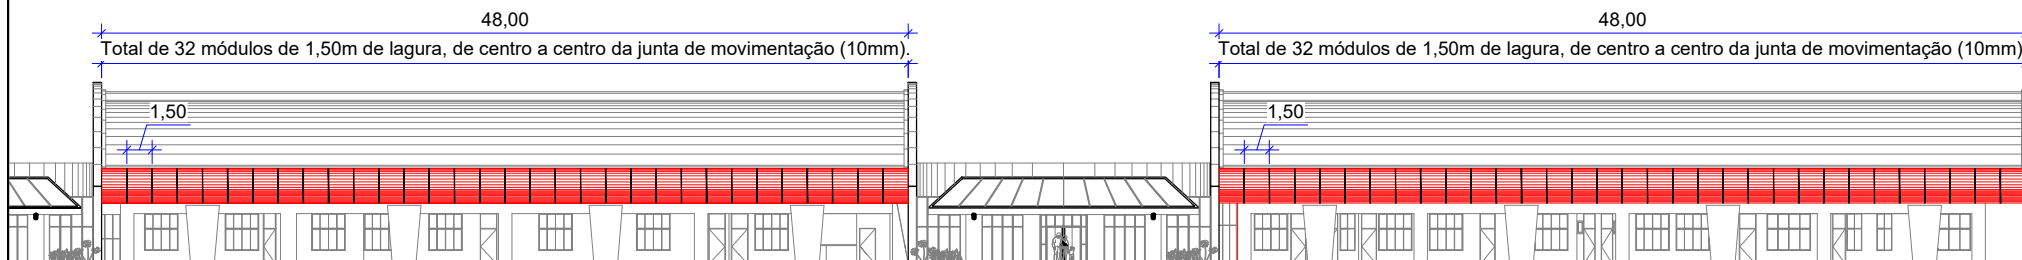 48,00
48,00
Total de 32 módulos de 1,50m de lagura, de centro a centro da junta de movimentação (10mm).
Total de 32 módulos de 1,50m de lagura, de centro a centro da junta de movimentação (10mm)
1,50
1,50